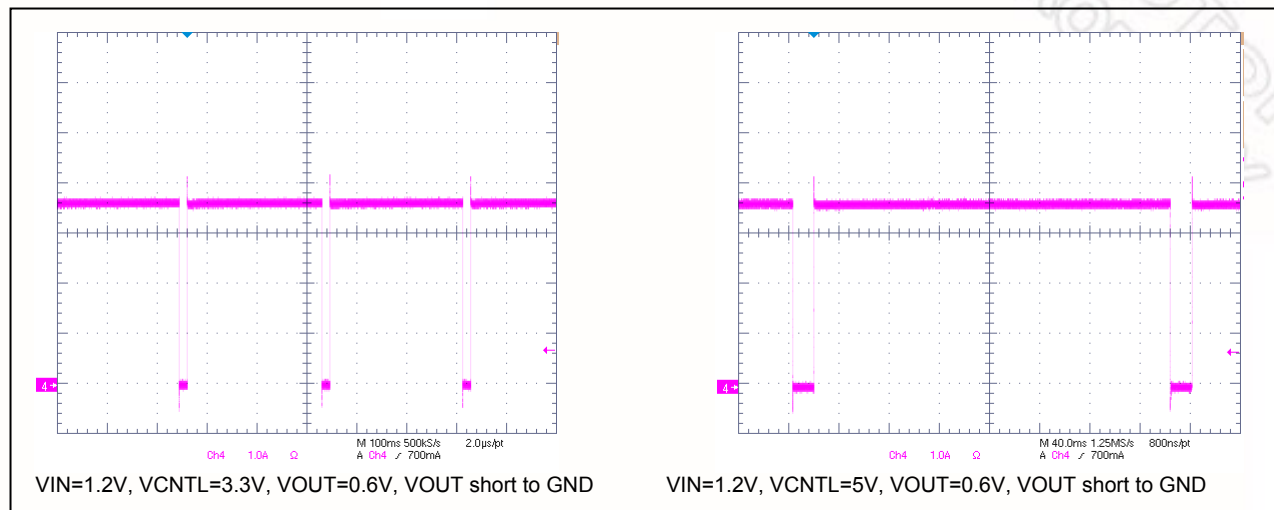 4
M 100ms 500kS/s 2.0µs/pt
Ch4 1.0A Ω A Ch4 700mA
VIN=1.2V, VCNTL=3.3V, VOUT=0.6V, VOUT short to GND
4
M 40.0ms 1.25MS/s 800ns/pt
Ch4 1.0A Ω A Ch4 700mA
VIN=1.2V, VCNTL=5V, VOUT=0.6V, VOUT short to GND